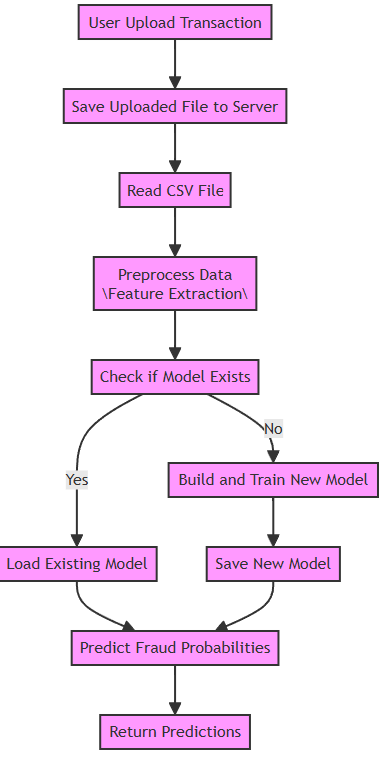 User Upload Transaction
Save Uploaded File to Server
Read CSV File
Preprocess Data
\Feature Extraction\
Check if Model Exists
No
Yes
Build and Train New Model
Load Existing Model
Save New Model
Predict Fraud Probabilities
Return Predictions